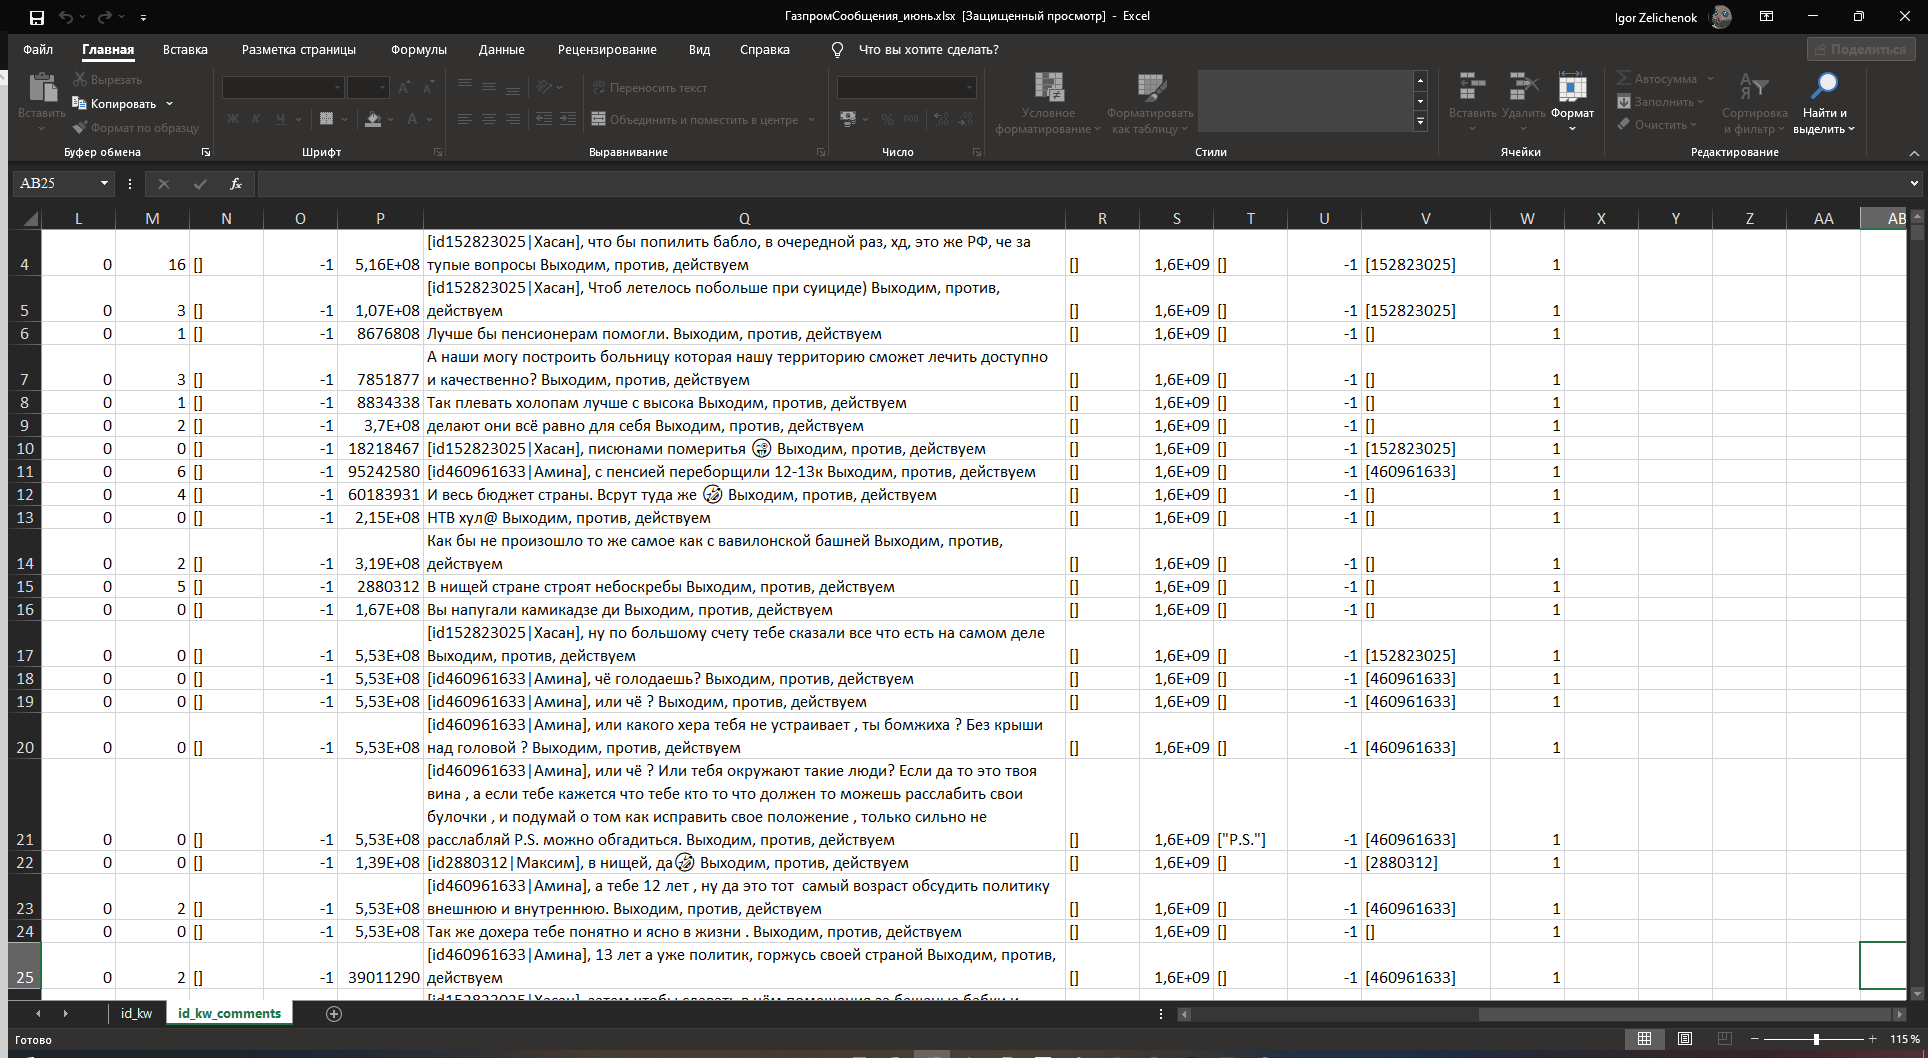 ГазпромСообщения_июнь.xlsx [Защищенный просмотр] - Excel
Igor Zelichenok
Файл Главная Вставка Разметка страницы Формулы Данные Рецензирование Вид Справка Что вы хотите сделать? Поделиться
Вставить
Вырезать
Копировать
Формат по образцу
Буфер обмена
Ж К Ч
Шрифт
Переносить текст
Объединить и поместить в центре
Выравнивание
% 000
Число
Условное форматирование
Форматировать как таблицу
Стили
Вставить Удалить Формат
Ячейки
Автосумма
Заполнить
Очистить
Сортировка и фильтр
Найти и выделить
Редактирование
AB25 fx
L M N O P Q R S T U V W X Y Z AA AB
[id152823025|Хасан], что бы попилить бабло, в очередной раз, хд, это же РФ, че за
4 0 16 [] -1 5,16E+08 тупые вопросы Выходим, против, действуем [] 1,6E+09 [] -1 [152823025] 1
[id152823025|Хасан], Чтоб летелось побольше при суициде) Выходим, против,
5 0 3 [] -1 1,07E+08 действуем [] 1,6E+09 [] -1 [152823025] 1
6 0 1 [] -1 8676808 Лучше бы пенсионерам помогли. Выходим, против, действуем [] 1,6E+09 [] -1 [] 1
А наши могу построить больницу которая нашу территорию сможет лечить доступно
7 0 3 [] -1 7851877 и качественно? Выходим, против, действуем [] 1,6E+09 [] -1 [] 1
8 0 1 [] -1 8834338 Так плевать холопам лучше с высока Выходим, против, действуем [] 1,6E+09 [] -1 [] 1
9 0 2 [] -1 3,7E+08 делают они всё равно для себя Выходим, против, действуем [] 1,6E+09 [] -1 [] 1
10 0 0 [] -1 18218467 [id152823025|Хасан], писюнами померитья 🤪 Выходим, против, действуем [] 1,6E+09 [] -1 [152823025] 1
11 0 6 [] -1 95242580 [id460961633|Амина], с пенсией переборщили 12-13к Выходим, против, действуем [] 1,6E+09 [] -1 [460961633] 1
12 0 4 [] -1 60183931 И весь бюджет страны. Всрут туда же 🤣 Выходим, против, действуем [] 1,6E+09 [] -1 [] 1
13 0 0 [] -1 2,15E+08 НТВ хул@ Выходим, против, действуем [] 1,6E+09 [] -1 [] 1
Как бы не произошло то же самое как с вавилонской башней Выходим, против,
14 0 2 [] -1 3,19E+08 действуем [] 1,6E+09 [] -1 [] 1
15 0 5 [] -1 2880312 В нищей стране строят небоскребы Выходим, против, действуем [] 1,6E+09 [] -1 [] 1
16 0 0 [] -1 1,67E+08 Вы напугали камикадзе ди Выходим, против, действуем [] 1,6E+09 [] -1 [] 1
[id152823025|Хасан], ну по большому счету тебе сказали все что есть на самом деле
17 0 0 [] -1 5,53E+08 Выходим, против, действуем [] 1,6E+09 [] -1 [152823025] 1
18 0 0 [] -1 5,53E+08 [id460961633|Амина], чё голодаешь? Выходим, против, действуем [] 1,6E+09 [] -1 [460961633] 1
19 0 0 [] -1 5,53E+08 [id460961633|Амина], или чё ? Выходим, против, действуем [] 1,6E+09 [] -1 [460961633] 1
[id460961633|Амина], или какого хера тебя не устраивает , ты бомжиха ? Без крыши
20 0 0 [] -1 5,53E+08 над головой ? Выходим, против, действуем [] 1,6E+09 [] -1 [460961633] 1
[id460961633|Амина], или чё ? Или тебя окружают такие люди? Если да то это твоя
вина , а если тебе кажется что тебе кто то что должен то можешь расслабить свои
булочки , и подумай о том как исправить свое положение , только сильно не
21 0 0 [] -1 5,53E+08 расслабляй P.S. можно обгадиться. Выходим, против, действуем [] 1,6E+09 ["P.S."] -1 [460961633] 1
22 0 0 [] -1 1,39E+08 [id2880312|Максим], в нищей, да🤣 Выходим, против, действуем [] 1,6E+09 [] -1 [2880312] 1
[id460961633|Амина], а тебе 12 лет , ну да это тот самый возраст обсудить политику
23 0 2 [] -1 5,53E+08 внешнюю и внутреннюю. Выходим, против, действуем [] 1,6E+09 [] -1 [460961633] 1
24 0 0 [] -1 5,53E+08 Так же дохера тебе понятно и ясно в жизни . Выходим, против, действуем [] 1,6E+09 [] -1 [] 1
[id460961633|Амина], 13 лет а уже политик, горжусь своей страной Выходим, против,
25 0 2 [] -1 39011290 действуем [] 1,6E+09 [] -1 [460961633] 1
id_kw id_kw_comments
Готово 115 %